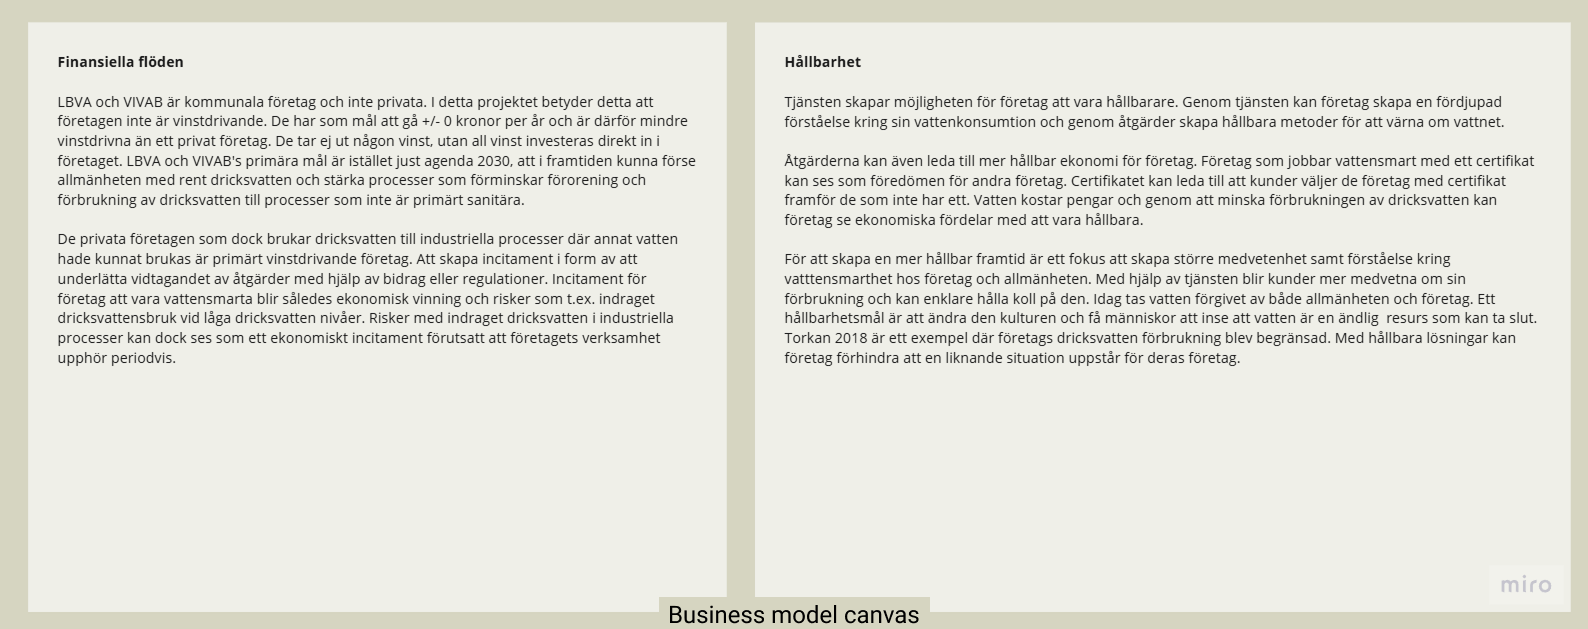 Finansiella flöden
LBVA och VIVAB är kommunala företag och inte privata. I detta projektet betyder detta att
företagen inte är vinstdrivande. De har som mål att gå +/- 0 kronor per år och är därför mindre
vinstdrivna än ett privat företag. De tar ej ut någon vinst, utan all vinst investeras direkt in i
företaget. LBVA och VIVAB's primära mål är istället just agenda 2030, att i framtiden kunna förse
allmänheten med rent dricksvatten och stärka processer som förminskar förorening och
förbrukning av dricksvatten till processer som inte är primärt sanitära.
De privata företagen som dock brukar dricksvatten till industriella processer där annat vatten
hade kunnat brukas är primärt vinstdrivande företag. Att skapa incitament i form av att
underlätta vidtagandet av åtgärder med hjälp av bidrag eller regulationer. Incitament för
företag att vara vattensmarta blir således ekonomisk vinning och risker som t.ex. indraget
dricksvattensbruk vid låga dricksvatten nivåer. Risker med indraget dricksvatten i industriella
processer kan dock ses som ett ekonomiskt incitament förutsatt att företagets verksamhet
upphör periodvis.
Hållbarhet
Tjänsten skapar möjligheten för företag att vara hållbarare. Genom tjänsten kan företag skapa en fördjupad
förståelse kring sin vattenkonsumtion och genom åtgärder skapa hållbara metoder för att värna om vattnet.
Åtgärderna kan även leda till mer hållbar ekonomi för företag. Företag som jobbar vattensmart med ett certifikat
kan ses som föredömen för andra företag. Certifikatet kan leda till att kunder väljer de företag med certifikat
framför de som inte har ett. Vatten kostar pengar och genom att minska förbrukningen av dricksvatten kan
företag se ekonomiska fördelar med att vara hållbara.
För att skapa en mer hållbar framtid är ett fokus att skapa större medvetenhet samt förståelse kring
vatttensmarthet hos företag och allmänheten. Med hjälp av tjänsten blir kunder mer medvetna om sin
förbrukning och kan enklare hålla koll på den. Idag tas vatten förgivet av både allmänheten och företag. Ett
hållbarhetsmål är att ändra den kulturen och få människor att inse att vatten är en ändlig  resurs som kan ta slut.
Torkan 2018 är ett exempel där företags dricksvatten förbrukning blev begränsad. Med hållbara lösningar kan
företag förhindra att en liknande situation uppstår för deras företag.
miro
Business model canvas